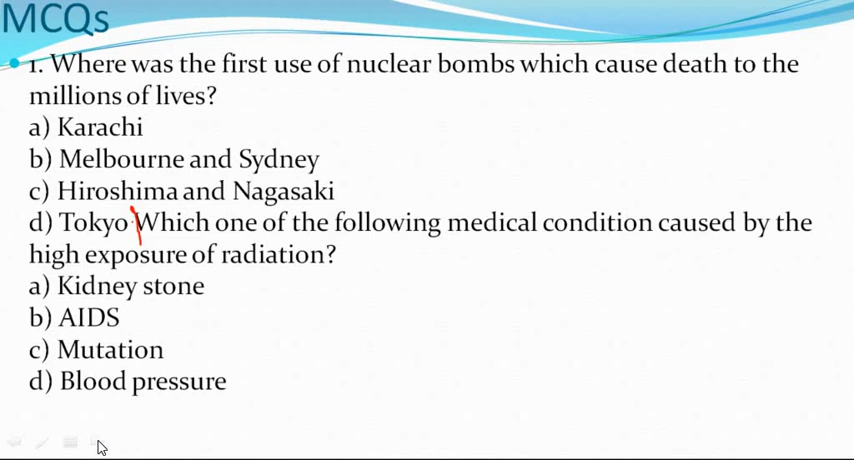 MCQs
1. Where was the first use of nuclear bombs which cause death to the
millions of lives?
a) Karachi
b) Melbourne and Sydney
c) Hiroshima and Nagasaki
d) Tokyo Which one of the following medical condition caused by the
high exposure of radiation?
a) Kidney stone
b) AIDS
c) Mutation
d) Blood pressure